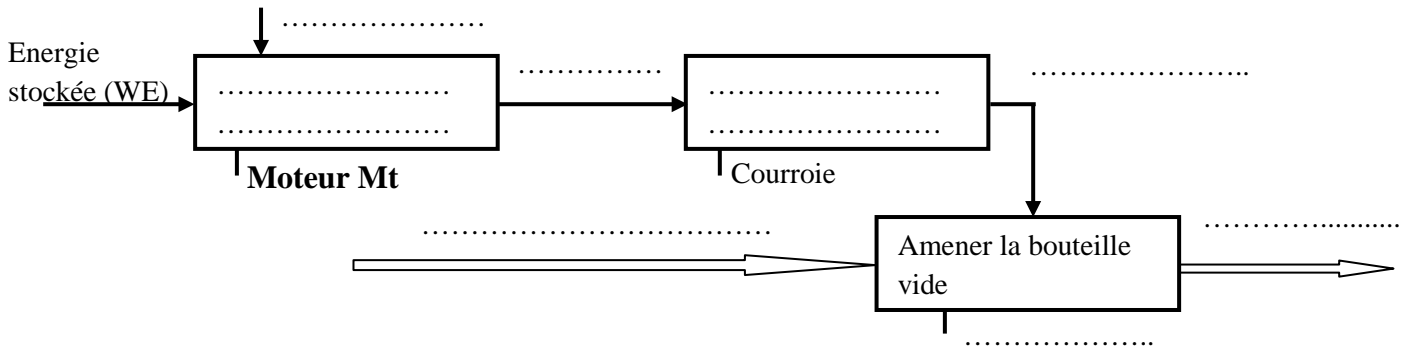 …………………
Energie
stockée (WE)
……………………
……………………
……………
……………………
……………………
…………………..
Moteur Mt
Courroie
………………………………
Amener la bouteille
vide
…………...........
………………..